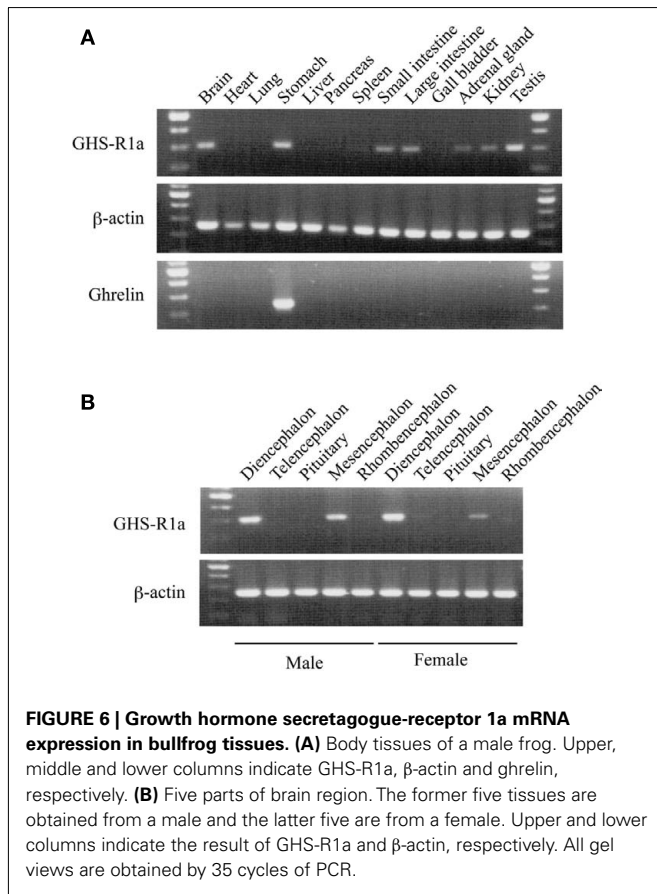 A
Brain
Heart
Lung
Stomach
Liver
Pancreas
Spleen
Small intestine
Large intestine
Gall bladder
Adrenal gland
Kidney
Testis
GHS-R1a
β-actin
Ghrelin
B
Diencephalon
Telencephalon
Pituitary
Mesencephalon
Rhombencephalon
Diencephalon
Telencephalon
Pituitary
Mesencephalon
Rhombencephalon
GHS-R1a
β-actin
Male
Female
FIGURE 6 | Growth hormone secretagogue-receptor 1a mRNA
expression in bullfrog tissues. (A) Body tissues of a male frog. Upper,
middle and lower columns indicate GHS-R1a, β-actin and ghrelin,
respectively. (B) Five parts of brain region. The former five tissues are
obtained from a male and the latter five are from a female. Upper and lower
columns indicate the result of GHS-R1a and β-actin, respectively. All gel
views are obtained by 35 cycles of PCR.